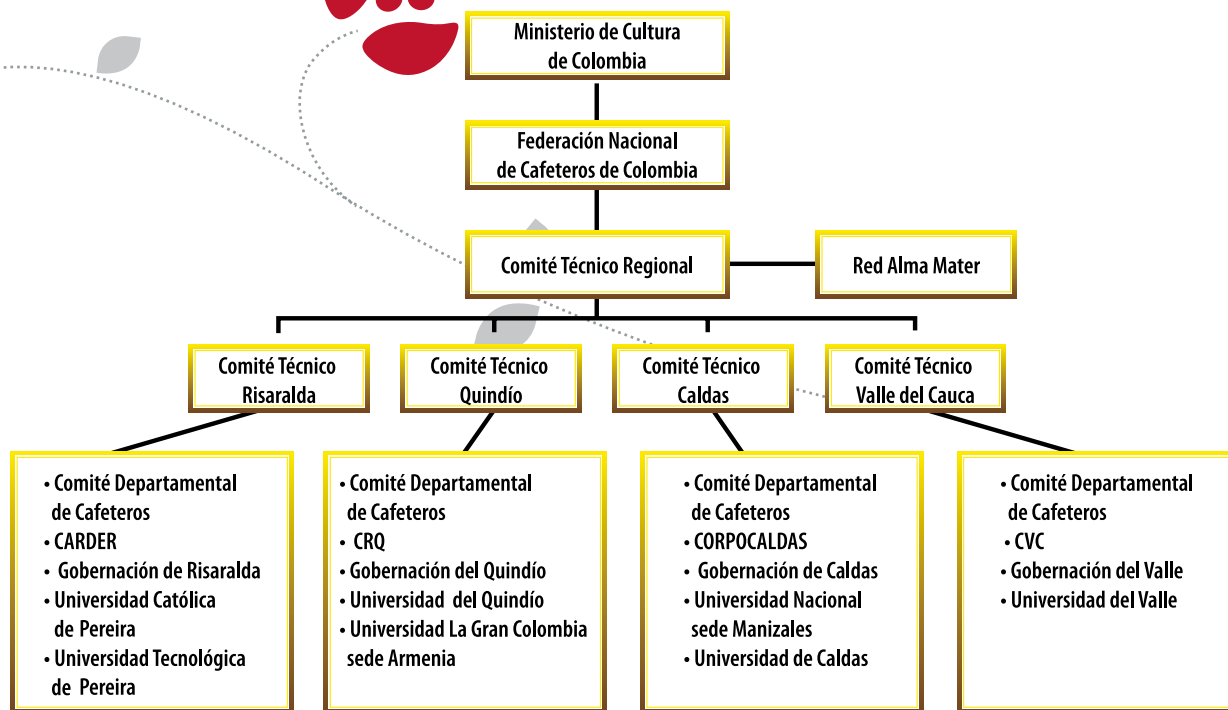 Ministerio de Cultura
de Colombia
Federación Nacional
de Cafeteros de Colombia
Comité Técnico Regional
Red Alma Mater
Comité Técnico
Risaralda
Comité Técnico
Quindío
Comité Técnico
Caldas
Comité Técnico
Valle del Cauca
• Comité Departamental
de Cafeteros
• CARDER
• Gobernación de Risaralda
• Universidad Católica
de Pereira
• Universidad Tecnológica
de Pereira
• Comité Departamental
de Cafeteros
• CRQ
• Gobernación del Quindío
• Universidad del Quindío
• Universidad La Gran Colombia
sede Armenia
• Comité Departamental
de Cafeteros
• CORPOCALDAS
• Gobernación de Caldas
• Universidad Nacional
sede Manizales
• Universidad de Caldas
• Comité Departamental
de Cafeteros
• CVC
• Gobernación del Valle
• Universidad del Valle